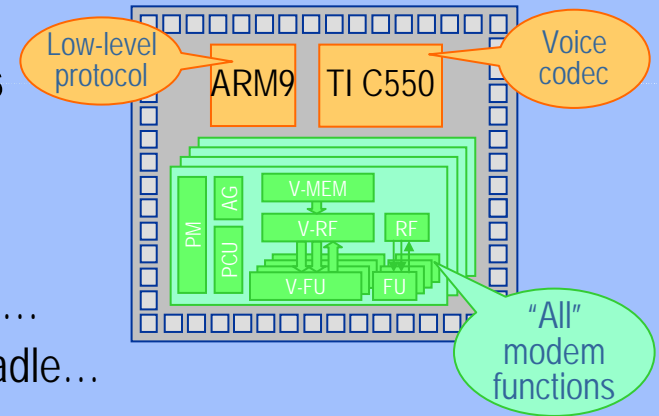 Low-level
protocol
s
ARM9
TI C550
Voice
codec
PM
AG
PCU
V-MEM
V-RF
RF
V-FU
FU
"All"
modem
functions
…
adle…